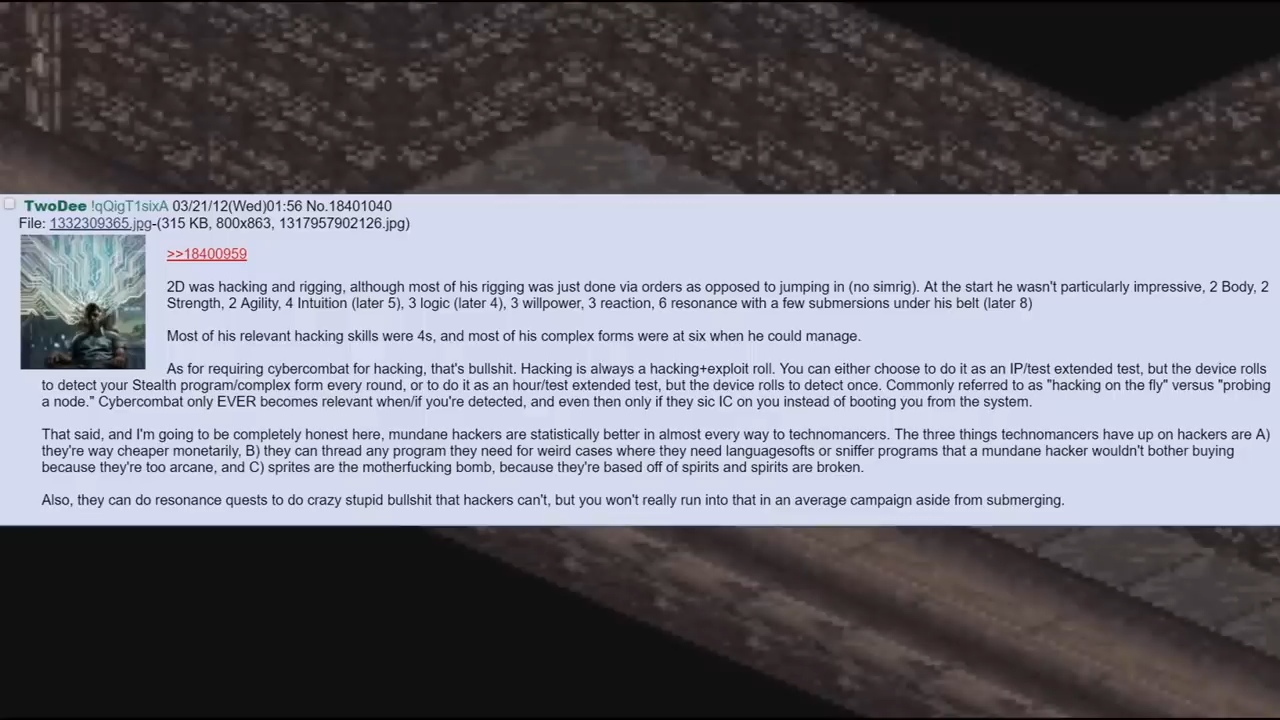 TwoDee !qQigT1sixA 03/21/12(Wed)01:56 No.18401040
File: 1332309365.jpg-(315 KB, 800x863, 1317957902126.jpg)
>>18400959
2D was hacking and rigging, although most of his rigging was just done via orders as opposed to jumping in (no simrig). At the start he wasn't particularly impressive, 2 Body, 2
Strength, 2 Agility, 4 Intuition (later 5), 3 logic (later 4), 3 willpower, 3 reaction, 6 resonance with a few submersions under his belt (later 8)
Most of his relevant hacking skills were 4s, and most of his complex forms were at six when he could manage.
As for requiring cybercombat for hacking, that's bullshit. Hacking is always a hacking+exploit roll. You can either choose to do it as an IP/test extended test, but the device rolls
to detect your Stealth program/complex form every round, or to do it as an hour/test extended test, but the device rolls to detect once. Commonly referred to as "hacking on the fly" versus "probing
a node." Cybercombat only EVER becomes relevant when/if you're detected, and even then only if they sic IC on you instead of booting you from the system.
That said, and I'm going to be completely honest here, mundane hackers are statistically better in almost every way to technomancers. The three things technomancers have up on hackers are A)
they're way cheaper monetarily, B) they can thread any program they need for weird cases where they need languagesofts or sniffer programs that a mundane hacker wouldn't bother buying
because they're too arcane, and C) sprites are the motherfucking bomb, because they're based off of spirits and spirits are broken.
Also, they can do resonance quests to do crazy stupid bullshit that hackers can't, but you won't really run into that in an average campaign aside from submerging.